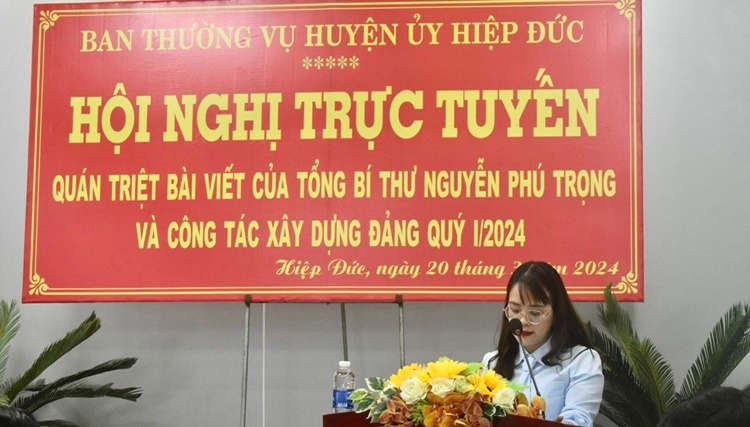 BAN THƯỜNG VỤ HUYỆN ỦY HIỆP ĐỨC
*****
HỘI NGHỊ TRỰC TUYẾN
QUÁN TRIỆT BÀI VIẾT CỦA TỔNG BÍ THƯ NGUYỄN PHÚ TRỌNG
VÀ CÔNG TÁC XÂY DỰNG ĐẢNG QUÝ I/2024
Hiệp Đức, ngày 20 tháng 2024